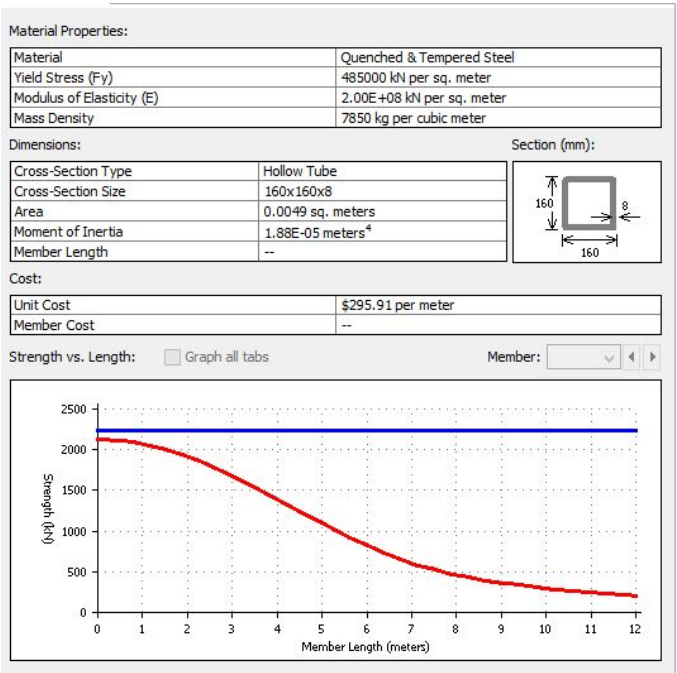 Material Properties:
Material Quenched & Tempered Steel
Yield Stress (Fy) 485000 kN per sq. meter
Modulus of Elasticity (E) 2.00E+08 kN per sq. meter
Mass Density 7850 kg per cubic meter
Dimensions: Section (mm):
Cross-Section Type Hollow Tube
Cross-Section Size 160x160x8
Area 0.0049 sq. meters
Moment of Inertia 1.88E-05 meters⁴
Member Length --
160
8
160
Cost:
Unit Cost $295.91 per meter
Member Cost --
Strength vs. Length: Graph all tabs Member:
2500
2000
1500
1000
500
0
Strength (kN)
0 1 2 3 4 5 6 7 8 9 10 11 12
Member Length (meters)